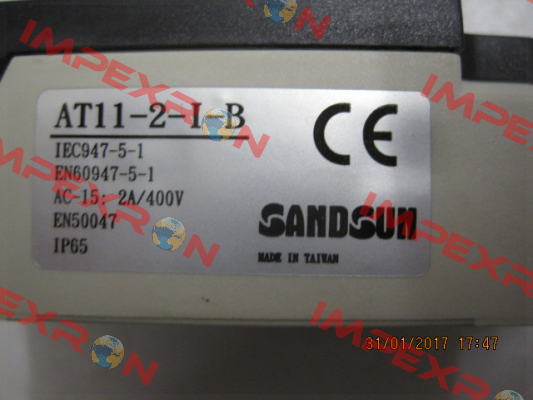 AT11-2-I-B
IEC947-5-1
EN60947-5-1
AC-15: 2A/400V
EN50047
IP65
CE
SANDSUN
MADE IN TAIWAN
31/01/2017 17:47
IMPEXRON
IMPEXRON
IMPEXRON
IMPEXRON
IMPEXRON